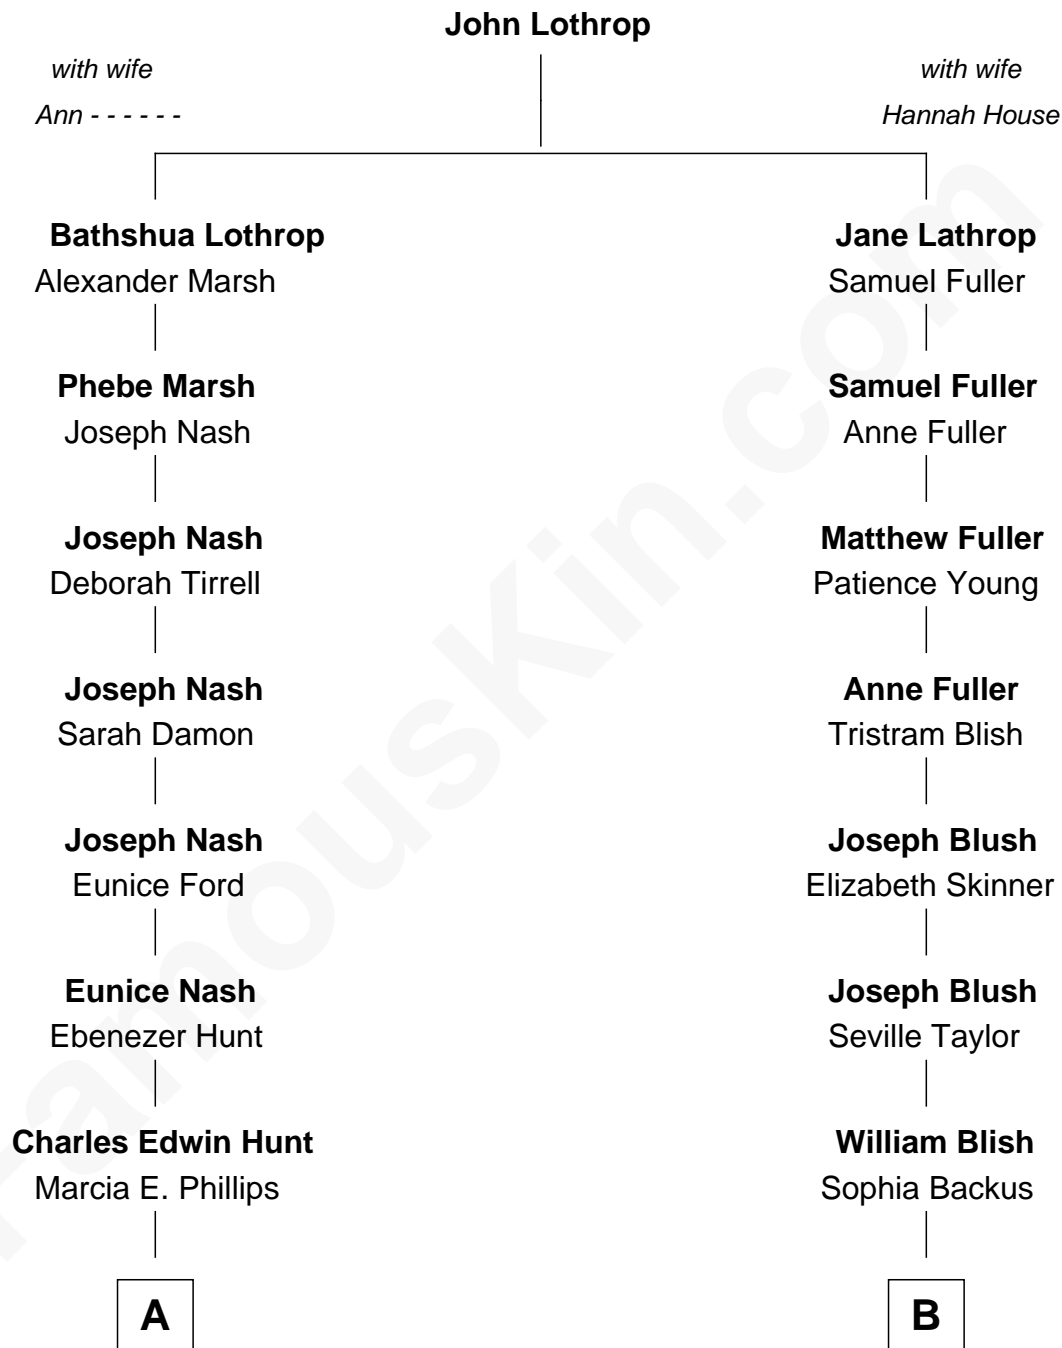 John Lothrop
with wife
with wife
Ann - - - - - -
Hannah House
Bathshua Lothrop
Jane Lathrop
Alexander Marsh
Samuel Fuller
Phebe Marsh
Samuel Fuller
Joseph Nash
Anne Fuller
Joseph Nash
Matthew Fuller
Deborah Tirrell
Patience Young
Joseph Nash
Anne Fuller
Sarah Damon
Tristram Blish
Joseph Nash
Joseph Blush
Eunice Ford
Elizabeth Skinner
Eunice Nash
Joseph Blush
Ebenezer Hunt
Seville Taylor
Charles Edwin Hunt
William Blish
Marcia E. Phillips
Sophia Backus
A
B
FamousKin.com